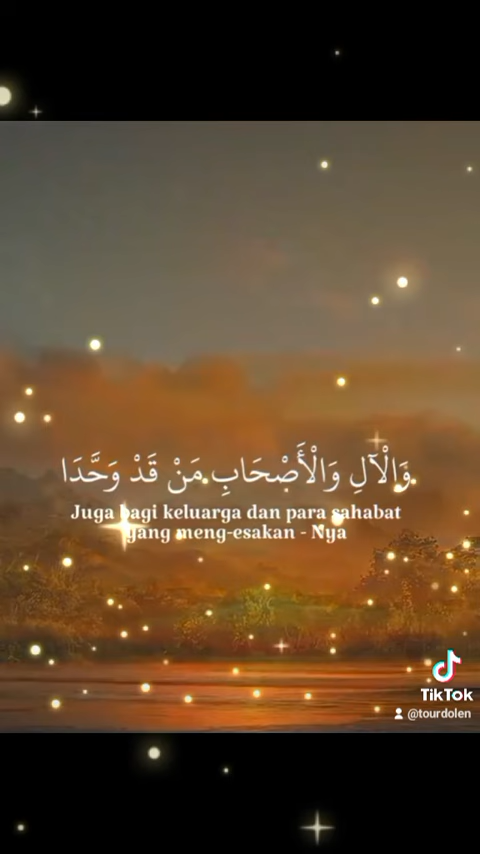 وَالْآلِ وَالْأَصْحَابِ مَنْ قَدْ وَحَّدَا
Juga bagi keluarga dan para sahabat
yang meng-esakan - Nya
TikTok
@tourdolen